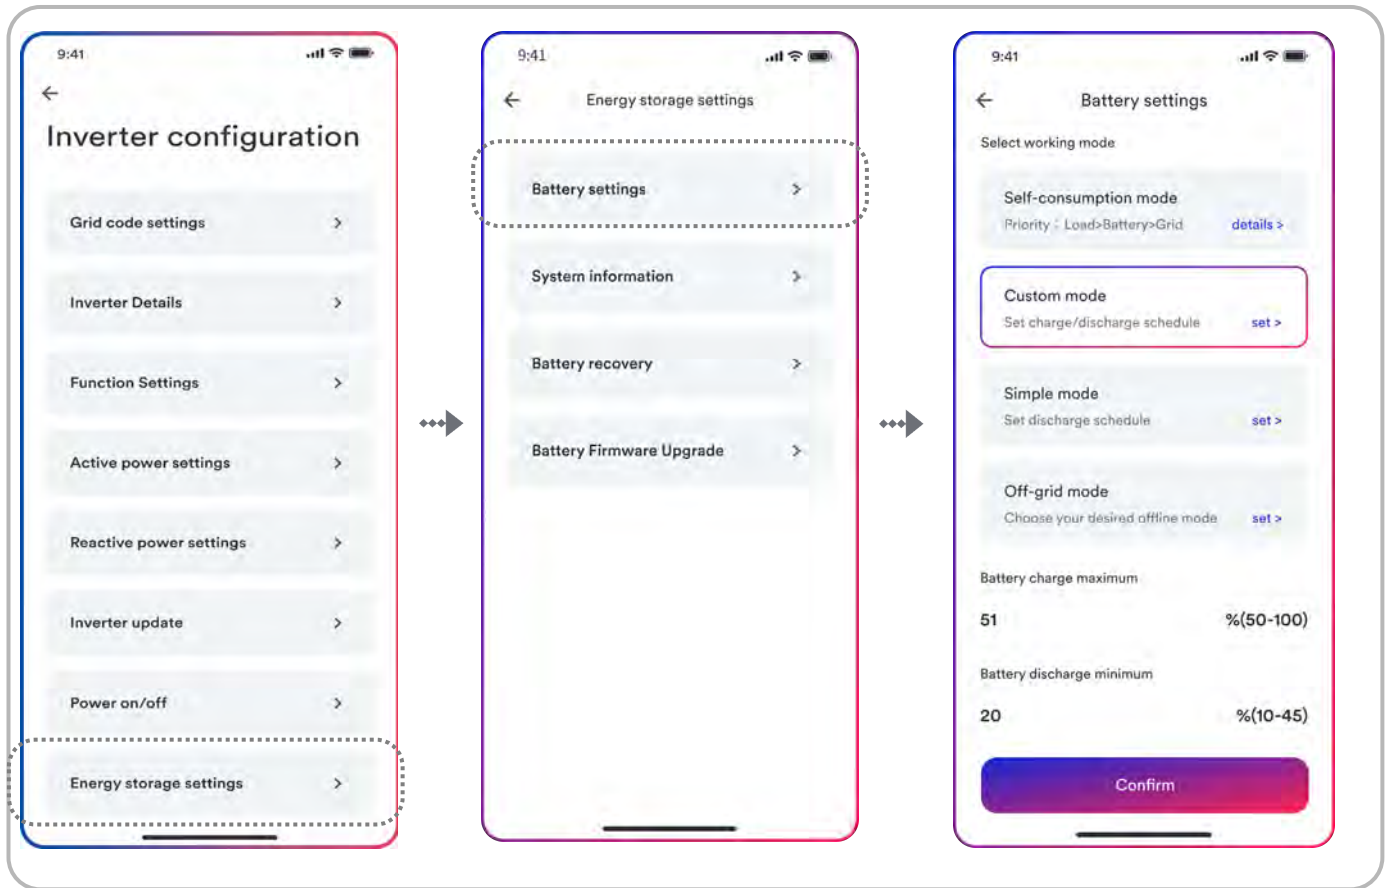 9:41
Inverter configuration
Grid code settings >
Inverter Details >
Function Settings >
Active power settings >
Reactive power settings >
Inverter update >
Power on/off >
Energy storage settings >
9:41
Energy storage settings
Battery settings >
System information >
Battery recovery >
Battery Firmware Upgrade >
9:41
Battery settings
Select working mode
Self-consumption mode
Priority：Load>Battery>Grid details >
Custom mode
Set charge/discharge schedule set >
Simple mode
Set discharge schedule set >
Off-grid mode
Choose your desired offline mode set >
Battery charge maximum
51 %(50-100)
Battery discharge minimum
20 %(10-45)
Confirm